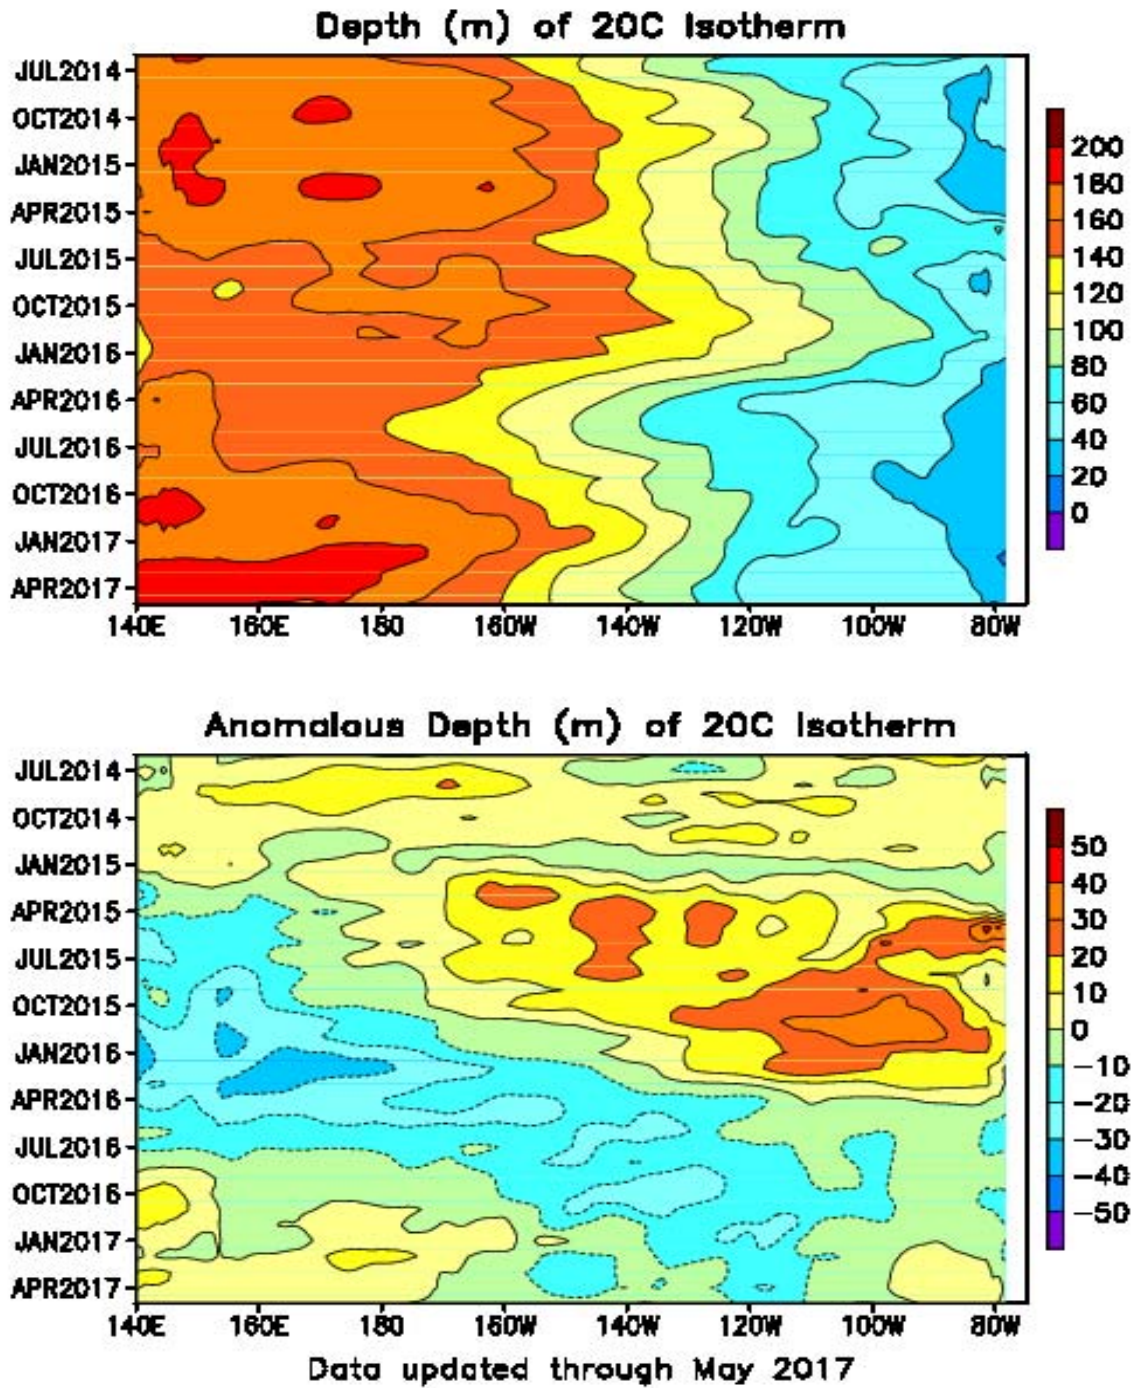 Depth (m) of 20C Isotherm
JUL2014
OCT2014
JAN2015
APR2015
JUL2015
OCT2015
JAN2016
APR2016
JUL2016
OCT2016
JAN2017
APR2017
140E 160E 180 160W 140W 120W 100W 80W
200
180
160
140
120
100
80
60
40
20
0
Anomalous Depth (m) of 20C Isotherm
JUL2014
OCT2014
JAN2015
APR2015
JUL2015
OCT2015
JAN2016
APR2016
JUL2016
OCT2016
JAN2017
APR2017
140E 160E 180 160W 140W 120W 100W 80W
50
40
30
20
10
0
-10
-20
-30
-40
-50
Data updated through May 2017